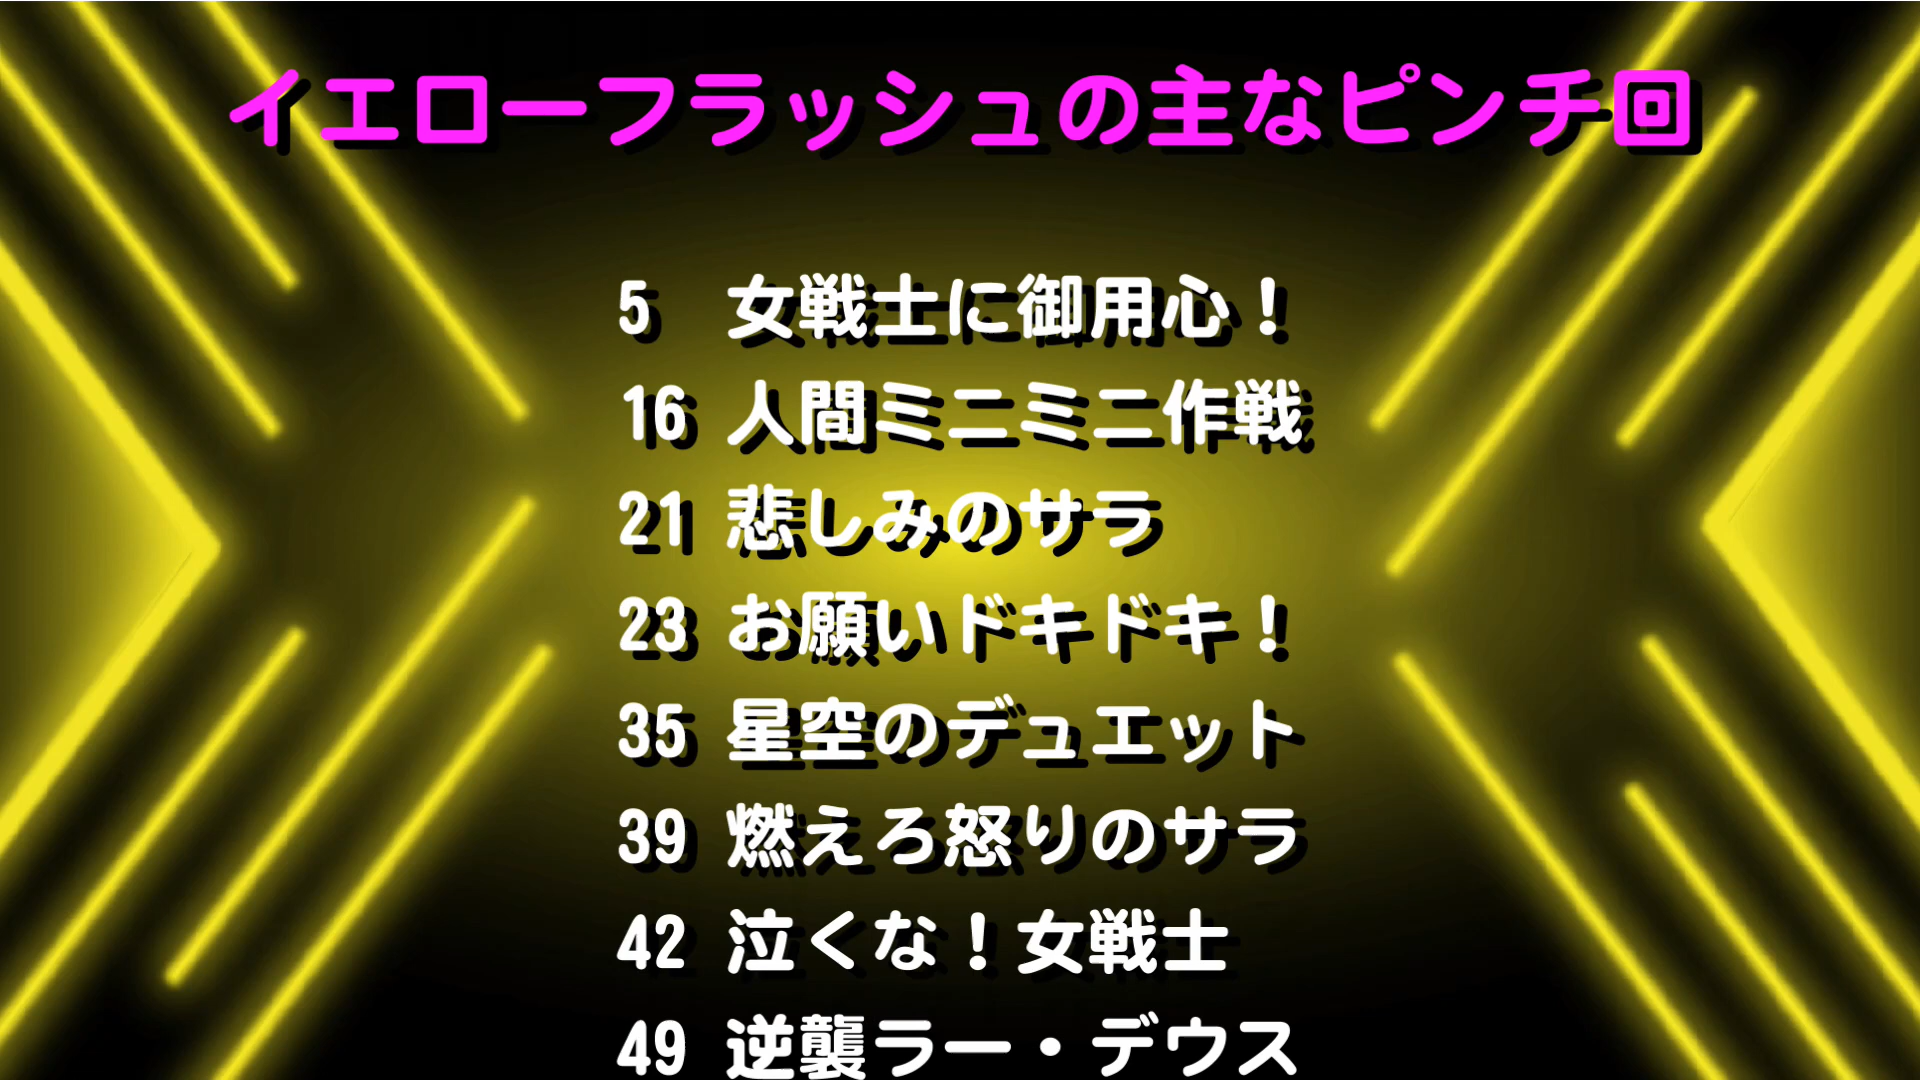 イエローフラッシュの主なピンチ回
5 女戦士に御用心！
16 人間ミニミニ作戦
21 悲しみのサラ
23 お願いドキドキ！
35 星空のデュエット
39 燃えろ怒りのサラ
42 泣くな！女戦士
49 逆襲ラー・デウス